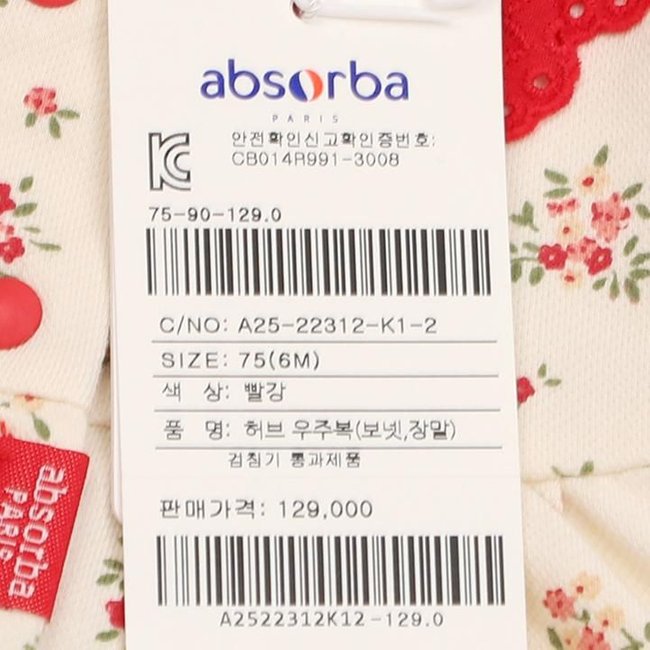 absorba
PARIS
안전확인신고확인증번호:
CB014R991-3008
75-90-129.0
C/NO: A25-22312-K1-2
SIZE: 75(6M)
색 상: 빨강
품 명: 허브 우주복(보넷,장말)
검침기 통과제품
판매가격: 129,000
A2522312K12-129.0
absorba
PARIS